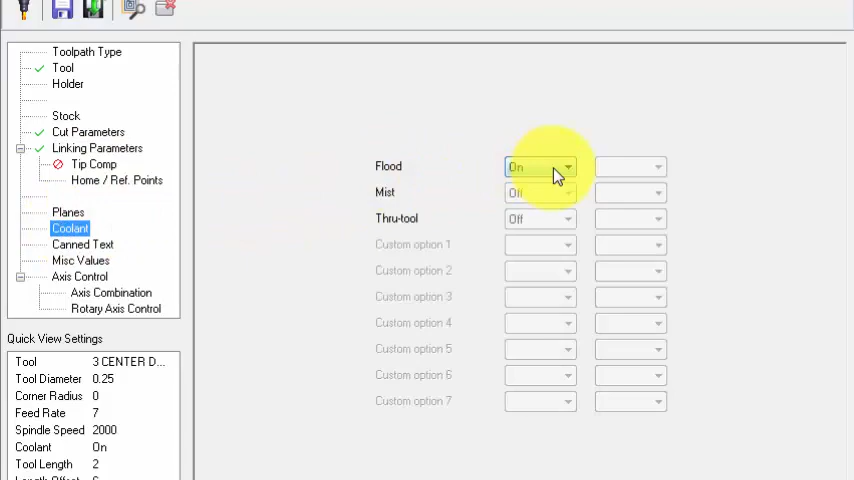 Toolpath Type
Tool
Holder
Stock
Cut Parameters
Linking Parameters
Tip Comp
Home / Ref. Points
Planes
Coolant
Canned Text
Misc Values
Axis Control
Axis Combination
Rotary Axis Control
Quick View Settings
Tool 3 CENTER D...
Tool Diameter 0.25
Corner Radius 0
Feed Rate 7
Spindle Speed 2000
Coolant On
Tool Length 2
Length Offset 6
Flood On
Mist Off
Thru-tool Off
Custom option 1
Custom option 2
Custom option 3
Custom option 4
Custom option 5
Custom option 6
Custom option 7